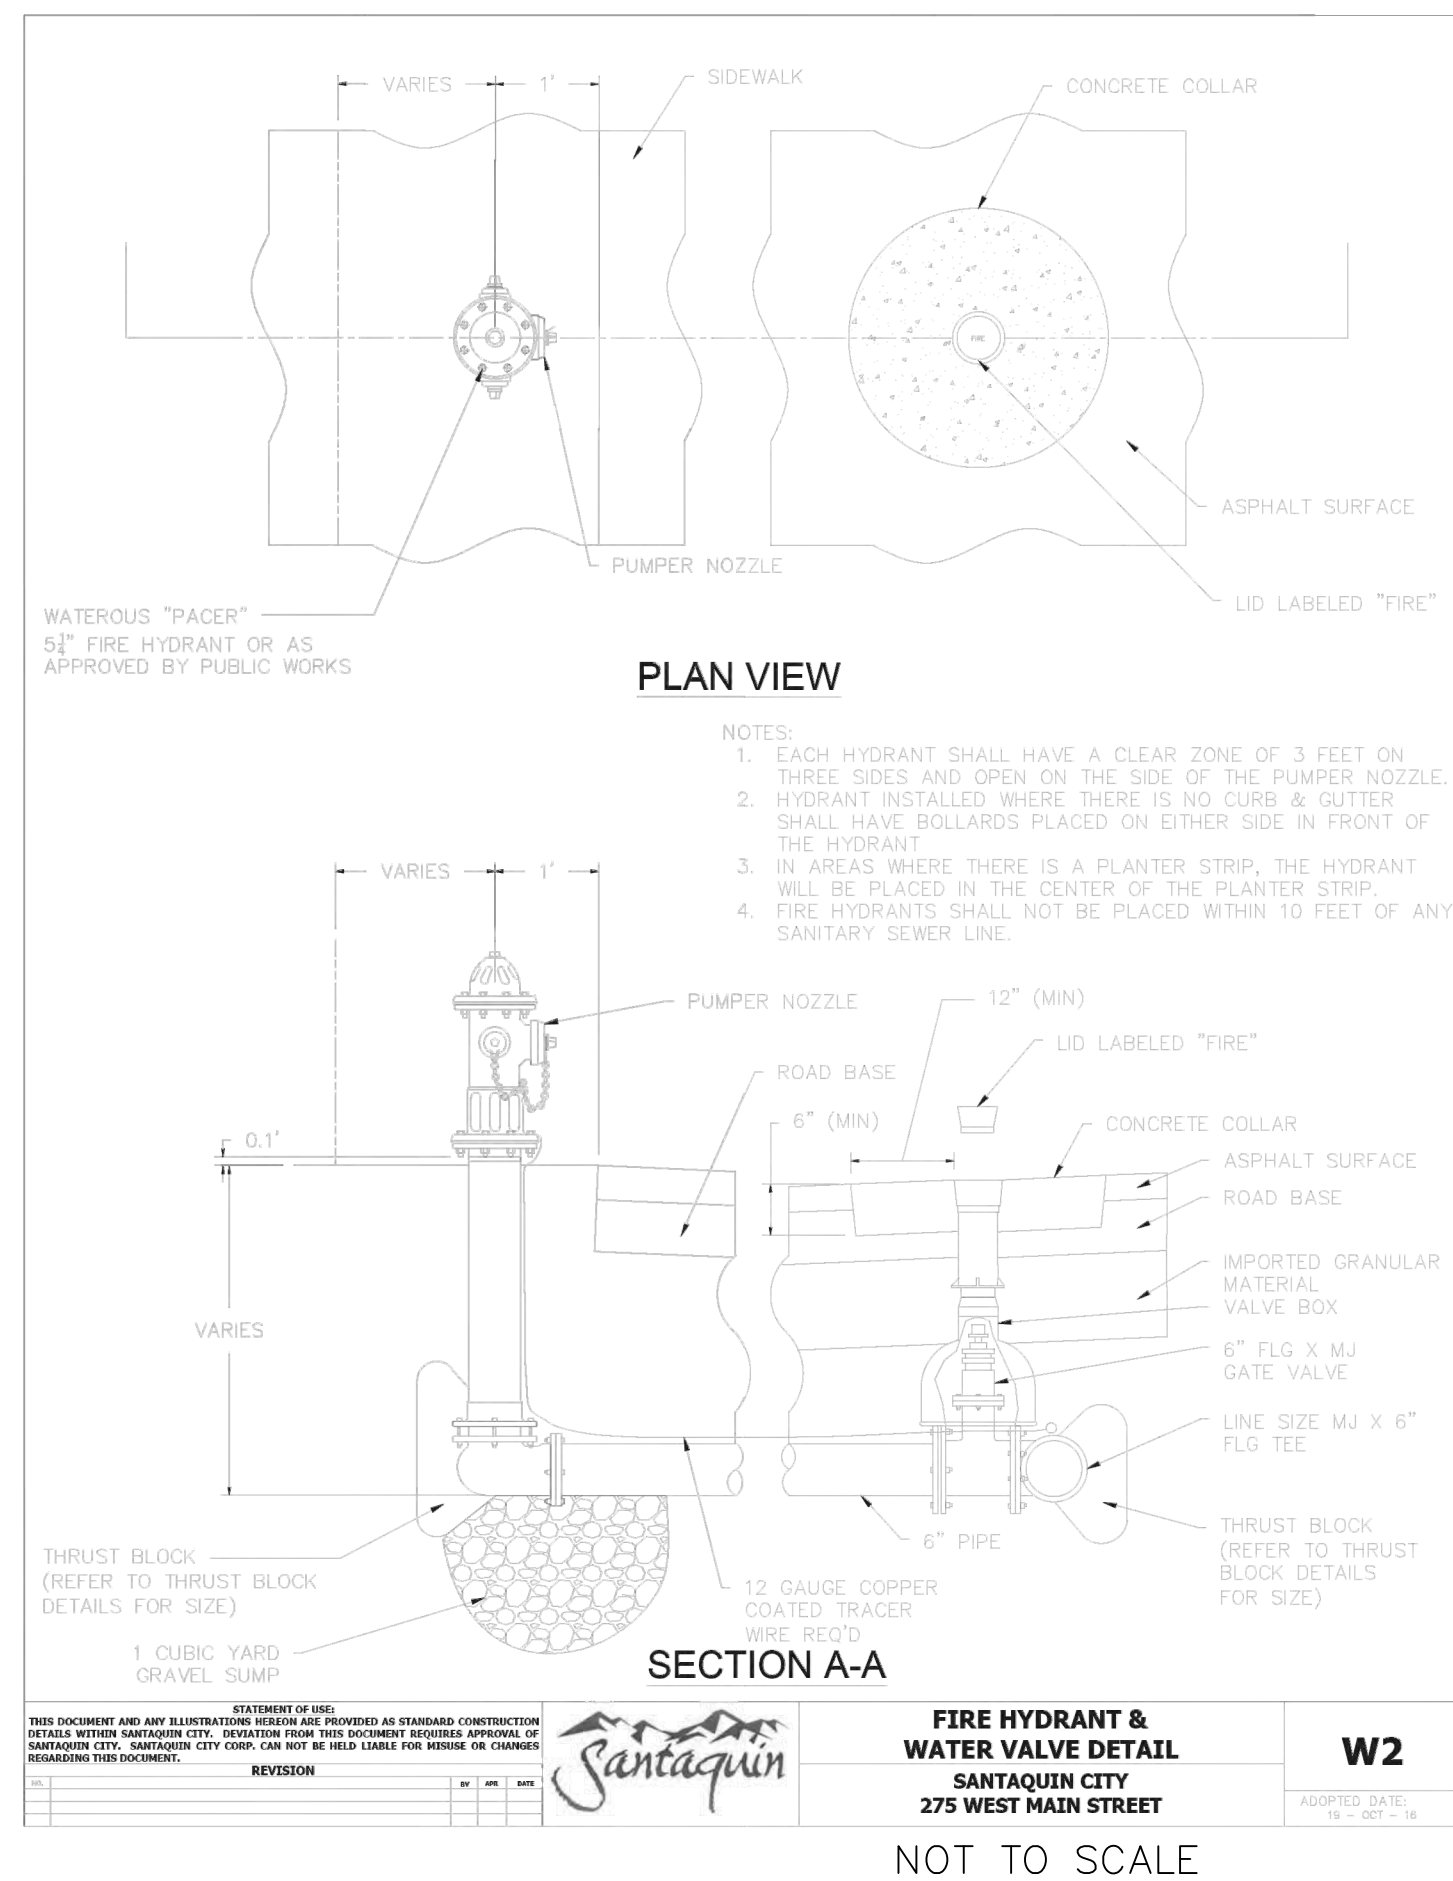 VARIES
1'
SIDEWALK
CONCRETE COLLAR
FIRE
ASPHALT SURFACE
PUMPER NOZZLE
LID LABELED "FIRE"
WATEROUS "PACER"
5¼" FIRE HYDRANT OR AS
APPROVED BY PUBLIC WORKS
PLAN VIEW
NOTES:
1. EACH HYDRANT SHALL HAVE A CLEAR ZONE OF 3 FEET ON
THREE SIDES AND OPEN ON THE SIDE OF THE PUMPER NOZZLE.
2. HYDRANT INSTALLED WHERE THERE IS NO CURB & GUTTER
SHALL HAVE BOLLARDS PLACED ON EITHER SIDE IN FRONT OF
THE HYDRANT
3. IN AREAS WHERE THERE IS A PLANTER STRIP, THE HYDRANT
WILL BE PLACED IN THE CENTER OF THE PLANTER STRIP.
4. FIRE HYDRANTS SHALL NOT BE PLACED WITHIN 10 FEET OF ANY
SANITARY SEWER LINE.
VARIES
1'
PUMPER NOZZLE
12" (MIN)
LID LABELED "FIRE"
ROAD BASE
6" (MIN)
CONCRETE COLLAR
0.1'
ASPHALT SURFACE
ROAD BASE
IMPORTED GRANULAR
MATERIAL
VALVE BOX
VARIES
6" FLG X MJ
GATE VALVE
LINE SIZE MJ X 6"
FLG TEE
THRUST BLOCK
(REFER TO THRUST
BLOCK DETAILS
FOR SIZE)
6" PIPE
THRUST BLOCK
(REFER TO THRUST BLOCK
DETAILS FOR SIZE)
12 GAUGE COPPER
COATED TRACER
WIRE REQ'D
1 CUBIC YARD
GRAVEL SUMP
SECTION A-A
STATEMENT OF USE:
THIS DOCUMENT AND ANY ILLUSTRATIONS HEREON ARE PROVIDED AS STANDARD CONSTRUCTION
DETAILS WITHIN SANTAQUIN CITY. DEVIATION FROM THIS DOCUMENT REQUIRES APPROVAL OF
SANTAQUIN CITY. SANTAQUIN CITY CORP. CAN NOT BE HELD LIABLE FOR MISUSE OR CHANGES
REGARDING THIS DOCUMENT.
REVISION
NO. BY APR. DATE
Santaquin
FIRE HYDRANT &
WATER VALVE DETAIL
SANTAQUIN CITY
275 WEST MAIN STREET
W2
ADOPTED DATE:
19 - OCT - 16
NOT TO SCALE